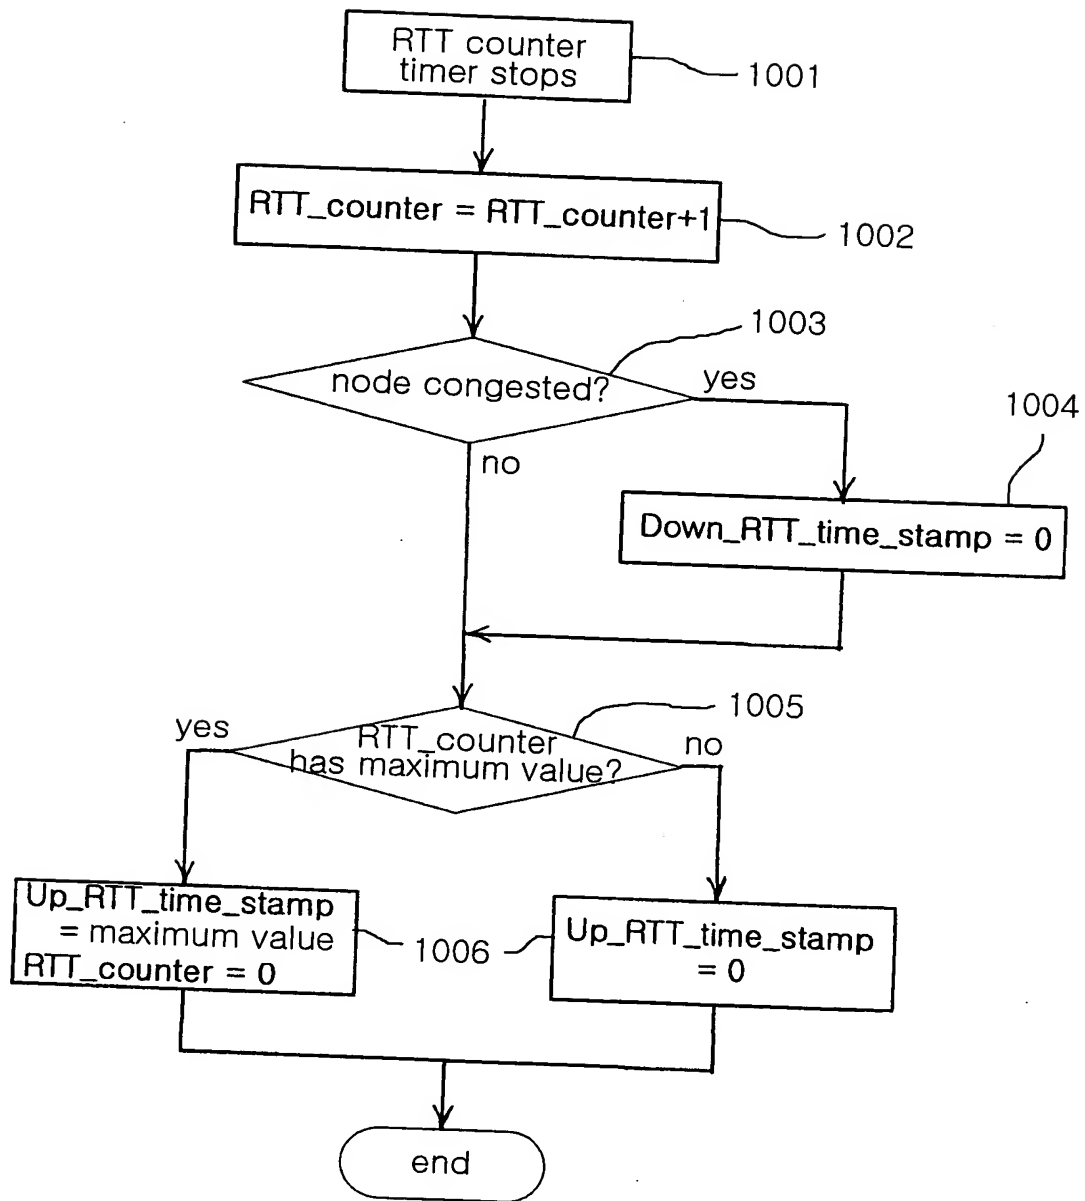 RTT counter
timer stops
1001
RTT_counter = RTT_counter+1
1002
1003
node congested?
yes
no
1004
Down_RTT_time_stamp = 0
1005
yes
RTT_counter
has maximum value?
no
Up_RTT_time_stamp
= maximum value
RTT_counter = 0
1006
Up_RTT_time_stamp
= 0
end